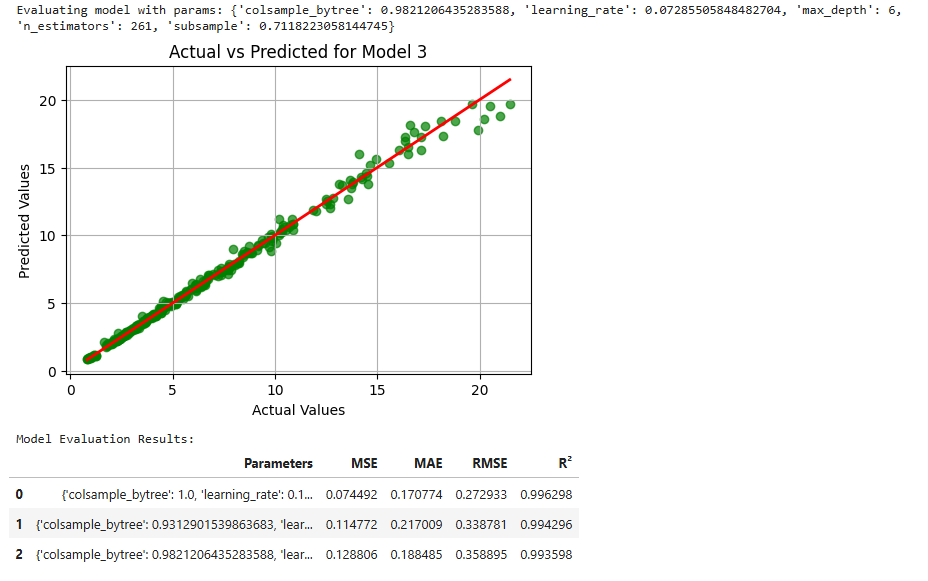 Evaluating model with params: {'colsample_bytree': 0.9821206435283588, 'learning_rate': 0.07285505848482704, 'max_depth': 6,
'n_estimators': 261, 'subsample': 0.7118223058144745}
Actual vs Predicted for Model 3
20
15
10
5
0
Predicted Values
0 5 10 15 20
Actual Values
Model Evaluation Results:
Parameters MSE MAE RMSE R²
0 {'colsample_bytree': 1.0, 'learning_rate': 0.1... 0.074492 0.170774 0.272933 0.996298
1 {'colsample_bytree': 0.9312901539863683, 'lear... 0.114772 0.217009 0.338781 0.994296
2 {'colsample_bytree': 0.9821206435283588, 'lear... 0.128806 0.188485 0.358895 0.993598